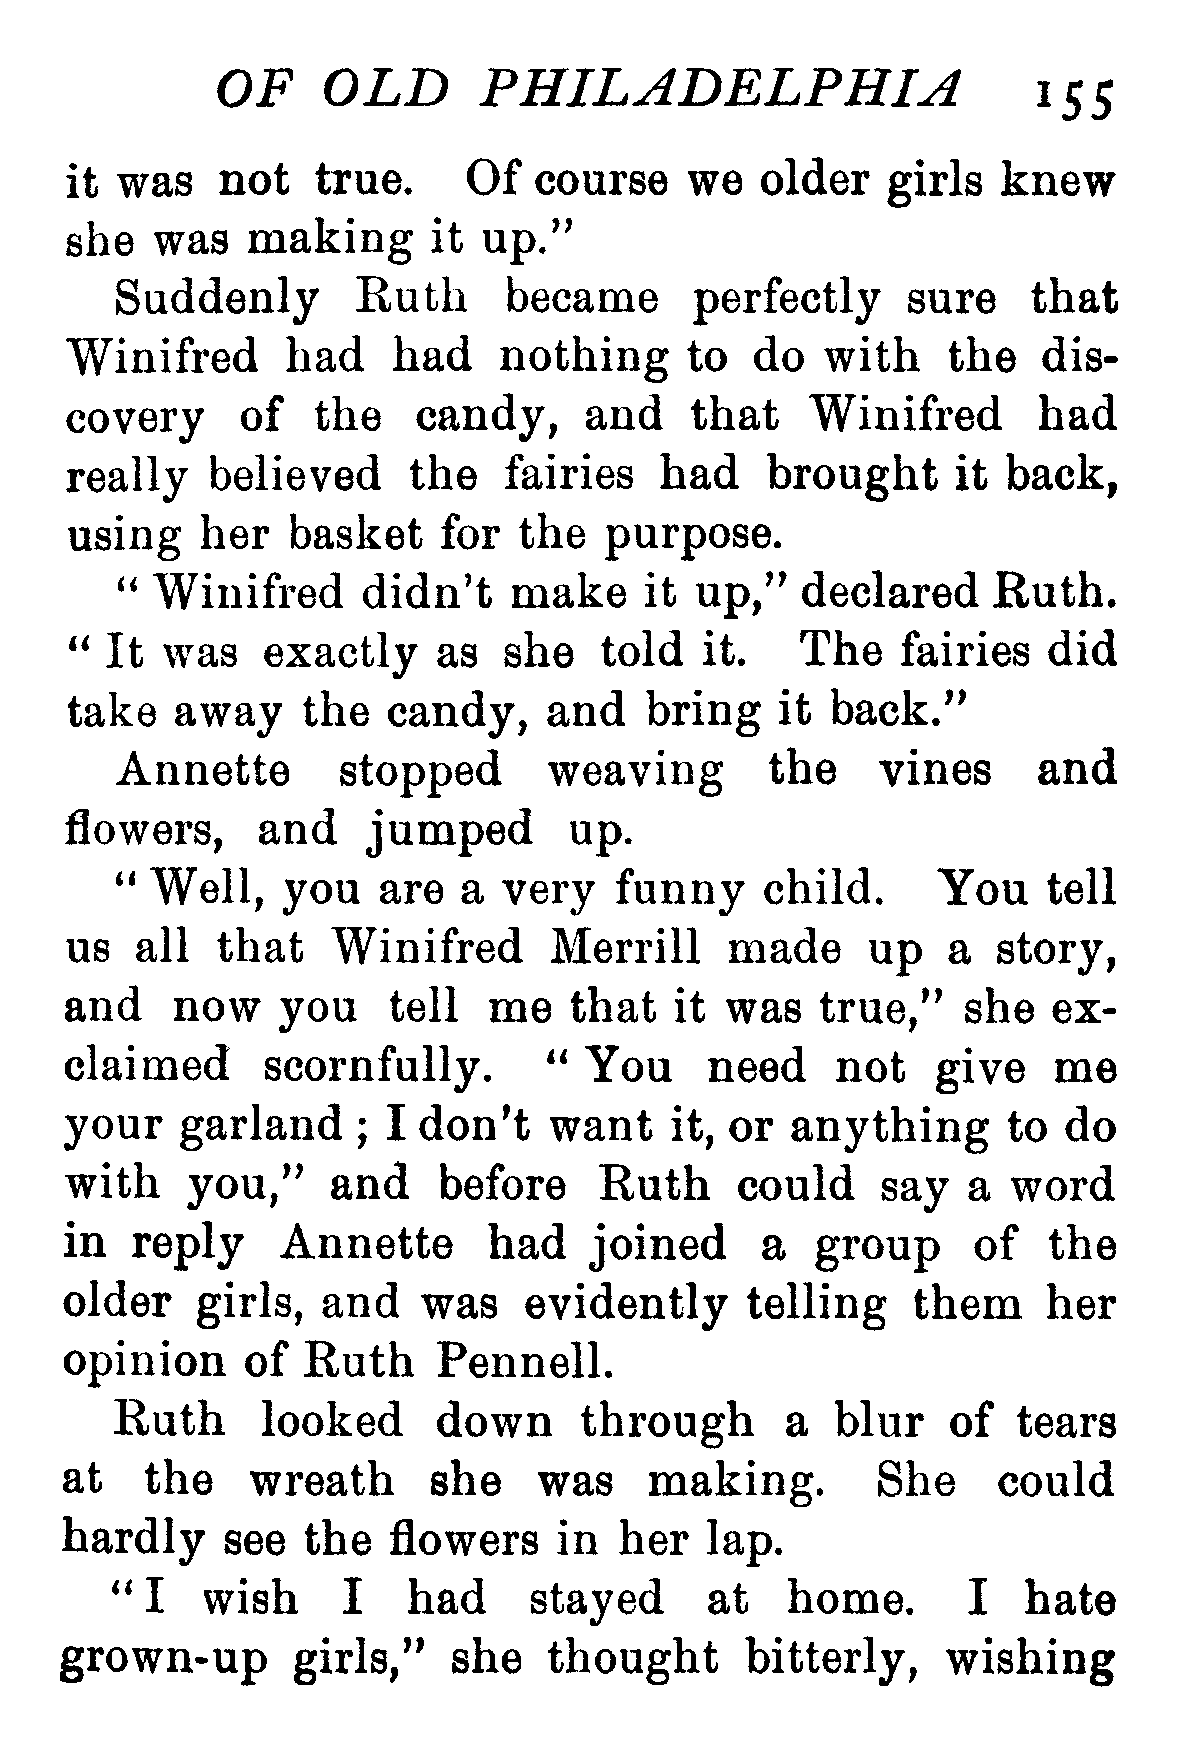 OF OLD PHILADELPHIA 155
it was not true. Of course we older girls knew
she was making it up."
Suddenly Ruth became perfectly sure that
Winifred had had nothing to do with the dis-
covery of the candy, and that Winifred had
really believed the fairies had brought it back,
using her basket for the purpose.
" Winifred didn't make it up," declared Ruth.
" It was exactly as she told it. The fairies did
take away the candy, and bring it back."
Annette stopped weaving the vines and
flowers, and jumped up.
" Well, you are a very funny child. You tell
us all that Winifred Merrill made up a story,
and now you tell me that it was true," she ex-
claimed scornfully. " You need not give me
your garland ; I don't want it, or anything to do
with you," and before Ruth could say a word
in reply Annette had joined a group of the
older girls, and was evidently telling them her
opinion of Ruth Pennell.
Ruth looked down through a blur of tears
at the wreath she was making. She could
hardly see the flowers in her lap.
" I wish I had stayed at home. I hate
grown-up girls," she thought bitterly, wishing